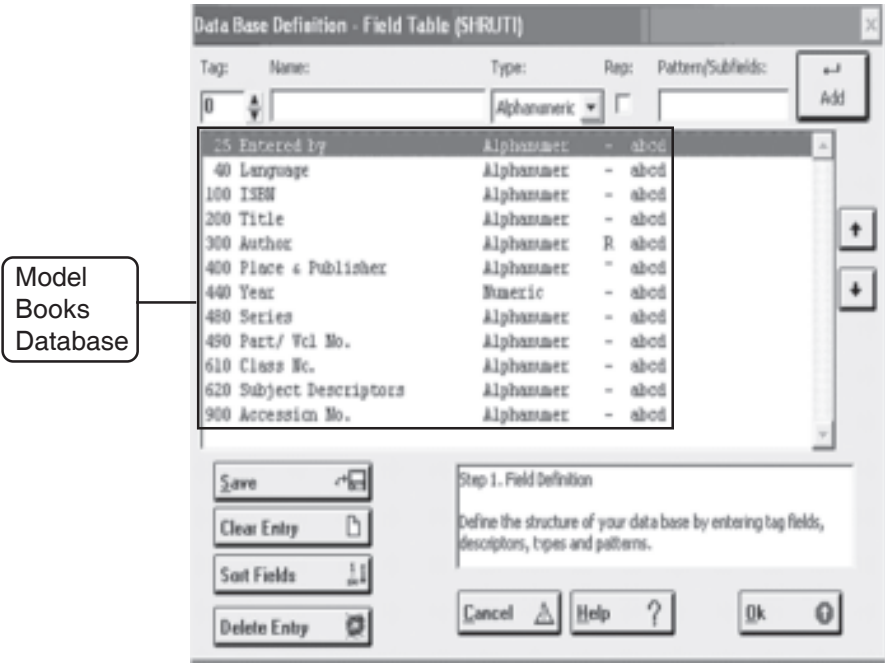 Data Base Definition - Field Table (SHRUTI)
Tag: Name: Type: Rep: Pattern/Subfields:
0 Alphanumeric Add
25 Entered by Alphanumer - abcd
40 Language Alphanumer - abcd
100 ISBN Alphanumer - abcd
200 Title Alphanumer - abcd
300 Author Alphanumer R abcd
400 Place & Publisher Alphanumer - abcd
440 Year Numeric - abcd
480 Series Alphanumer - abcd
490 Part/ Vol No. Alphanumer - abcd
610 Class No. Alphanumer - abcd
620 Subject Descriptors Alphanumer - abcd
900 Accession No. Alphanumer - abcd
Model
Books
Database
Save
Clear Entry
Sort Fields
Delete Entry
Step 1. Field Definition
Define the structure of your data base by entering tag fields,
descriptors, types and patterns.
Cancel Help ? Ok